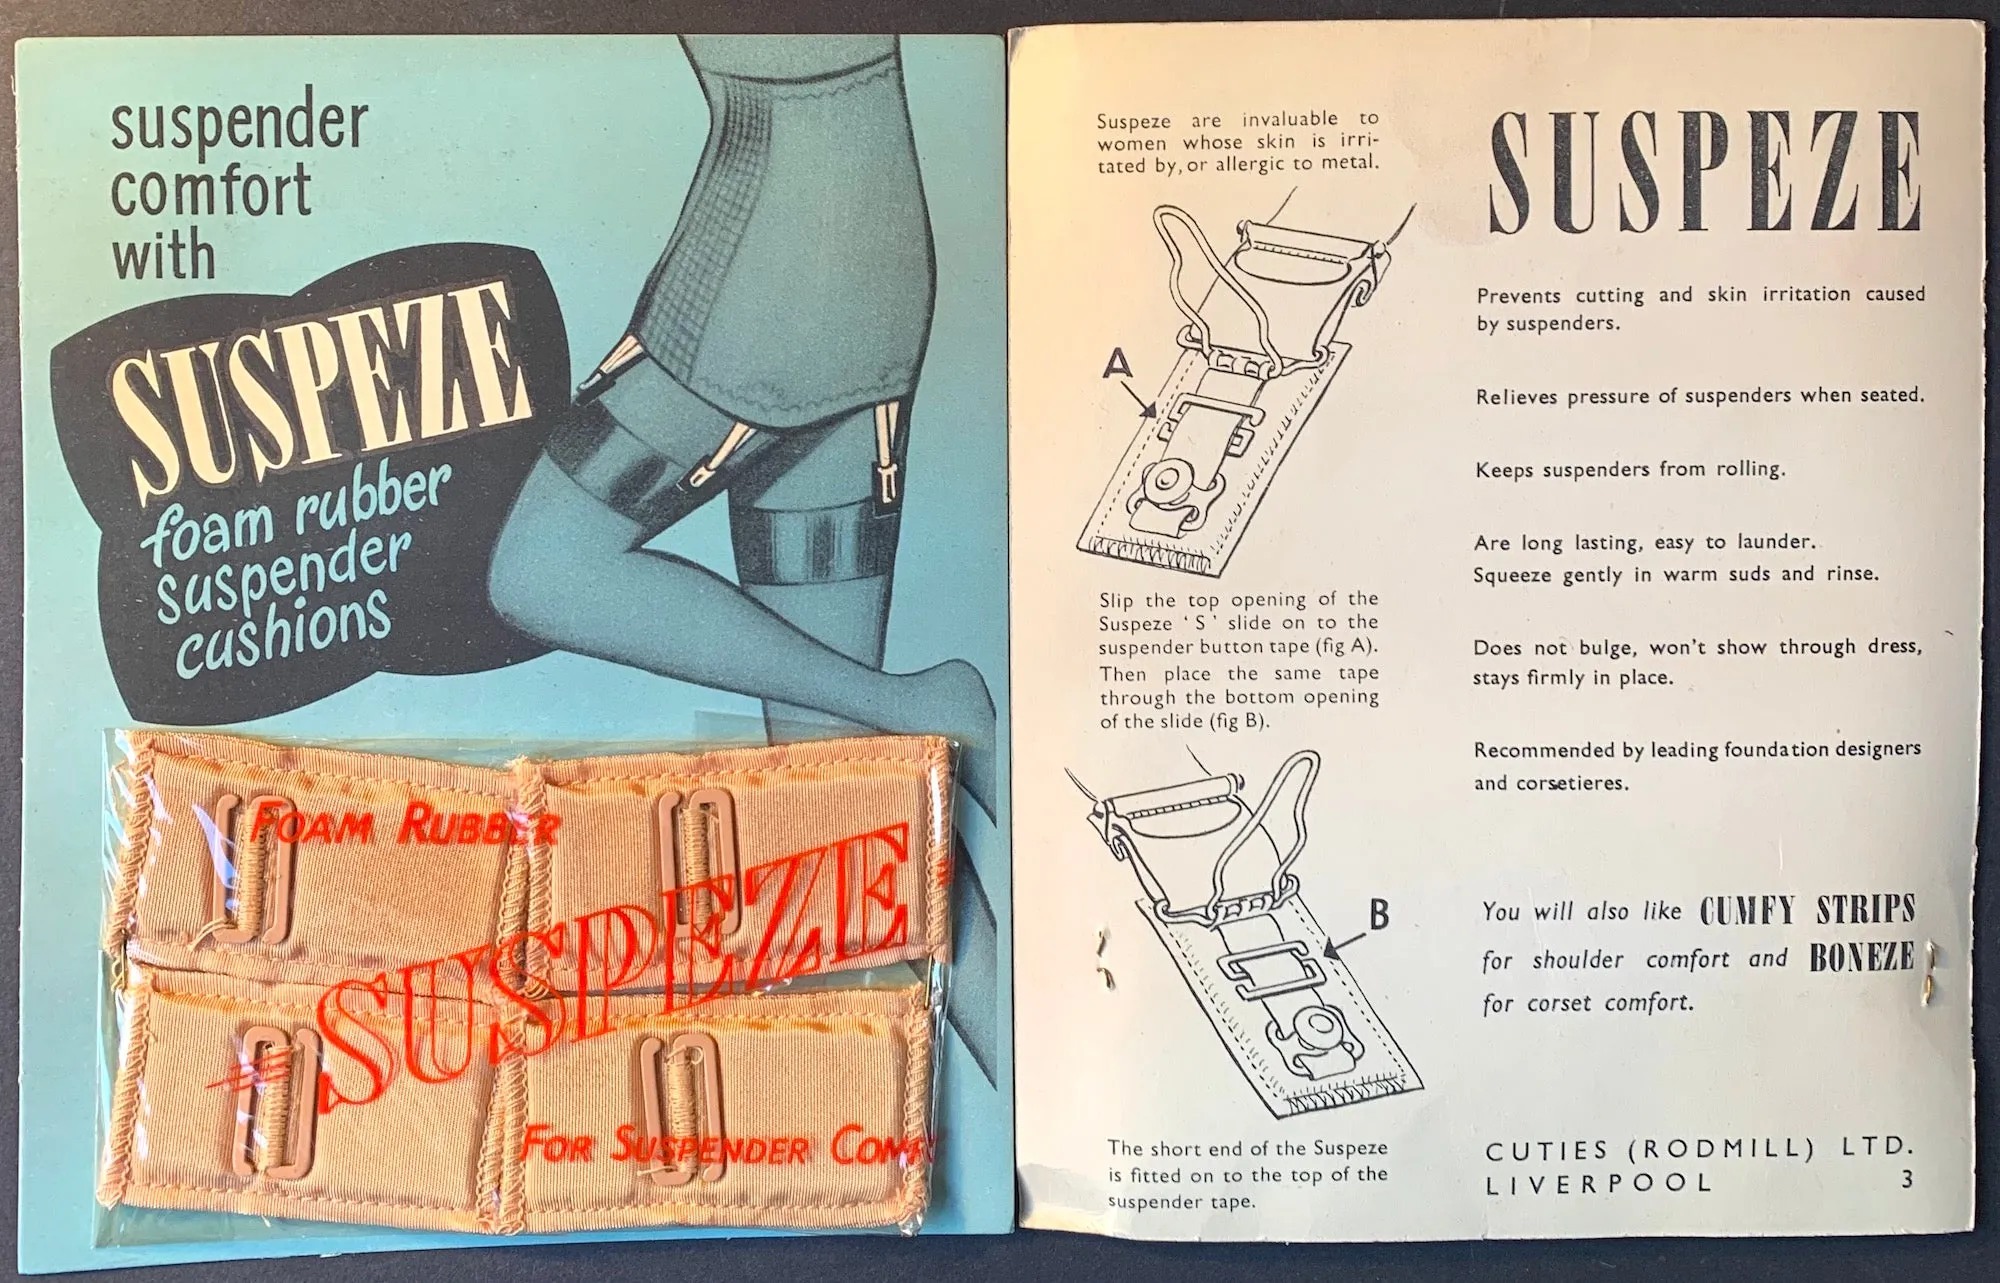 suspender
comfort
with
SUSPEZE
foam rubber
suspender
cushions
FOAM RUBBER
SUSPEZE
FOR SUSPENDER
Suspeze are invaluable to
women whose skin is irri-
tated by, or allergic to metal.
A
Slip the top opening of the
Suspeze 'S' slide on to the
suspender button tape (fig A).
Then place the same tape
through the bottom opening
of the slide (fig B).
B
The short end of the Suspeze
is fitted on to the top of the
suspender tape.
SUSPEZE
Prevents cutting and skin irritation caused
by suspenders.
Relieves pressure of suspenders when seated.
Keeps suspenders from rolling.
Are long lasting, easy to launder.
Squeeze gently in warm suds and rinse.
Does not bulge, won't show through dress,
stays firmly in place.
Recommended by leading foundation designers
and corsetieres.
You will also like CUMFY STRIPS
for shoulder comfort and BONEZE
for corset comfort.
CUTIES (RODMILL) LTD.
LIVERPOOL 3